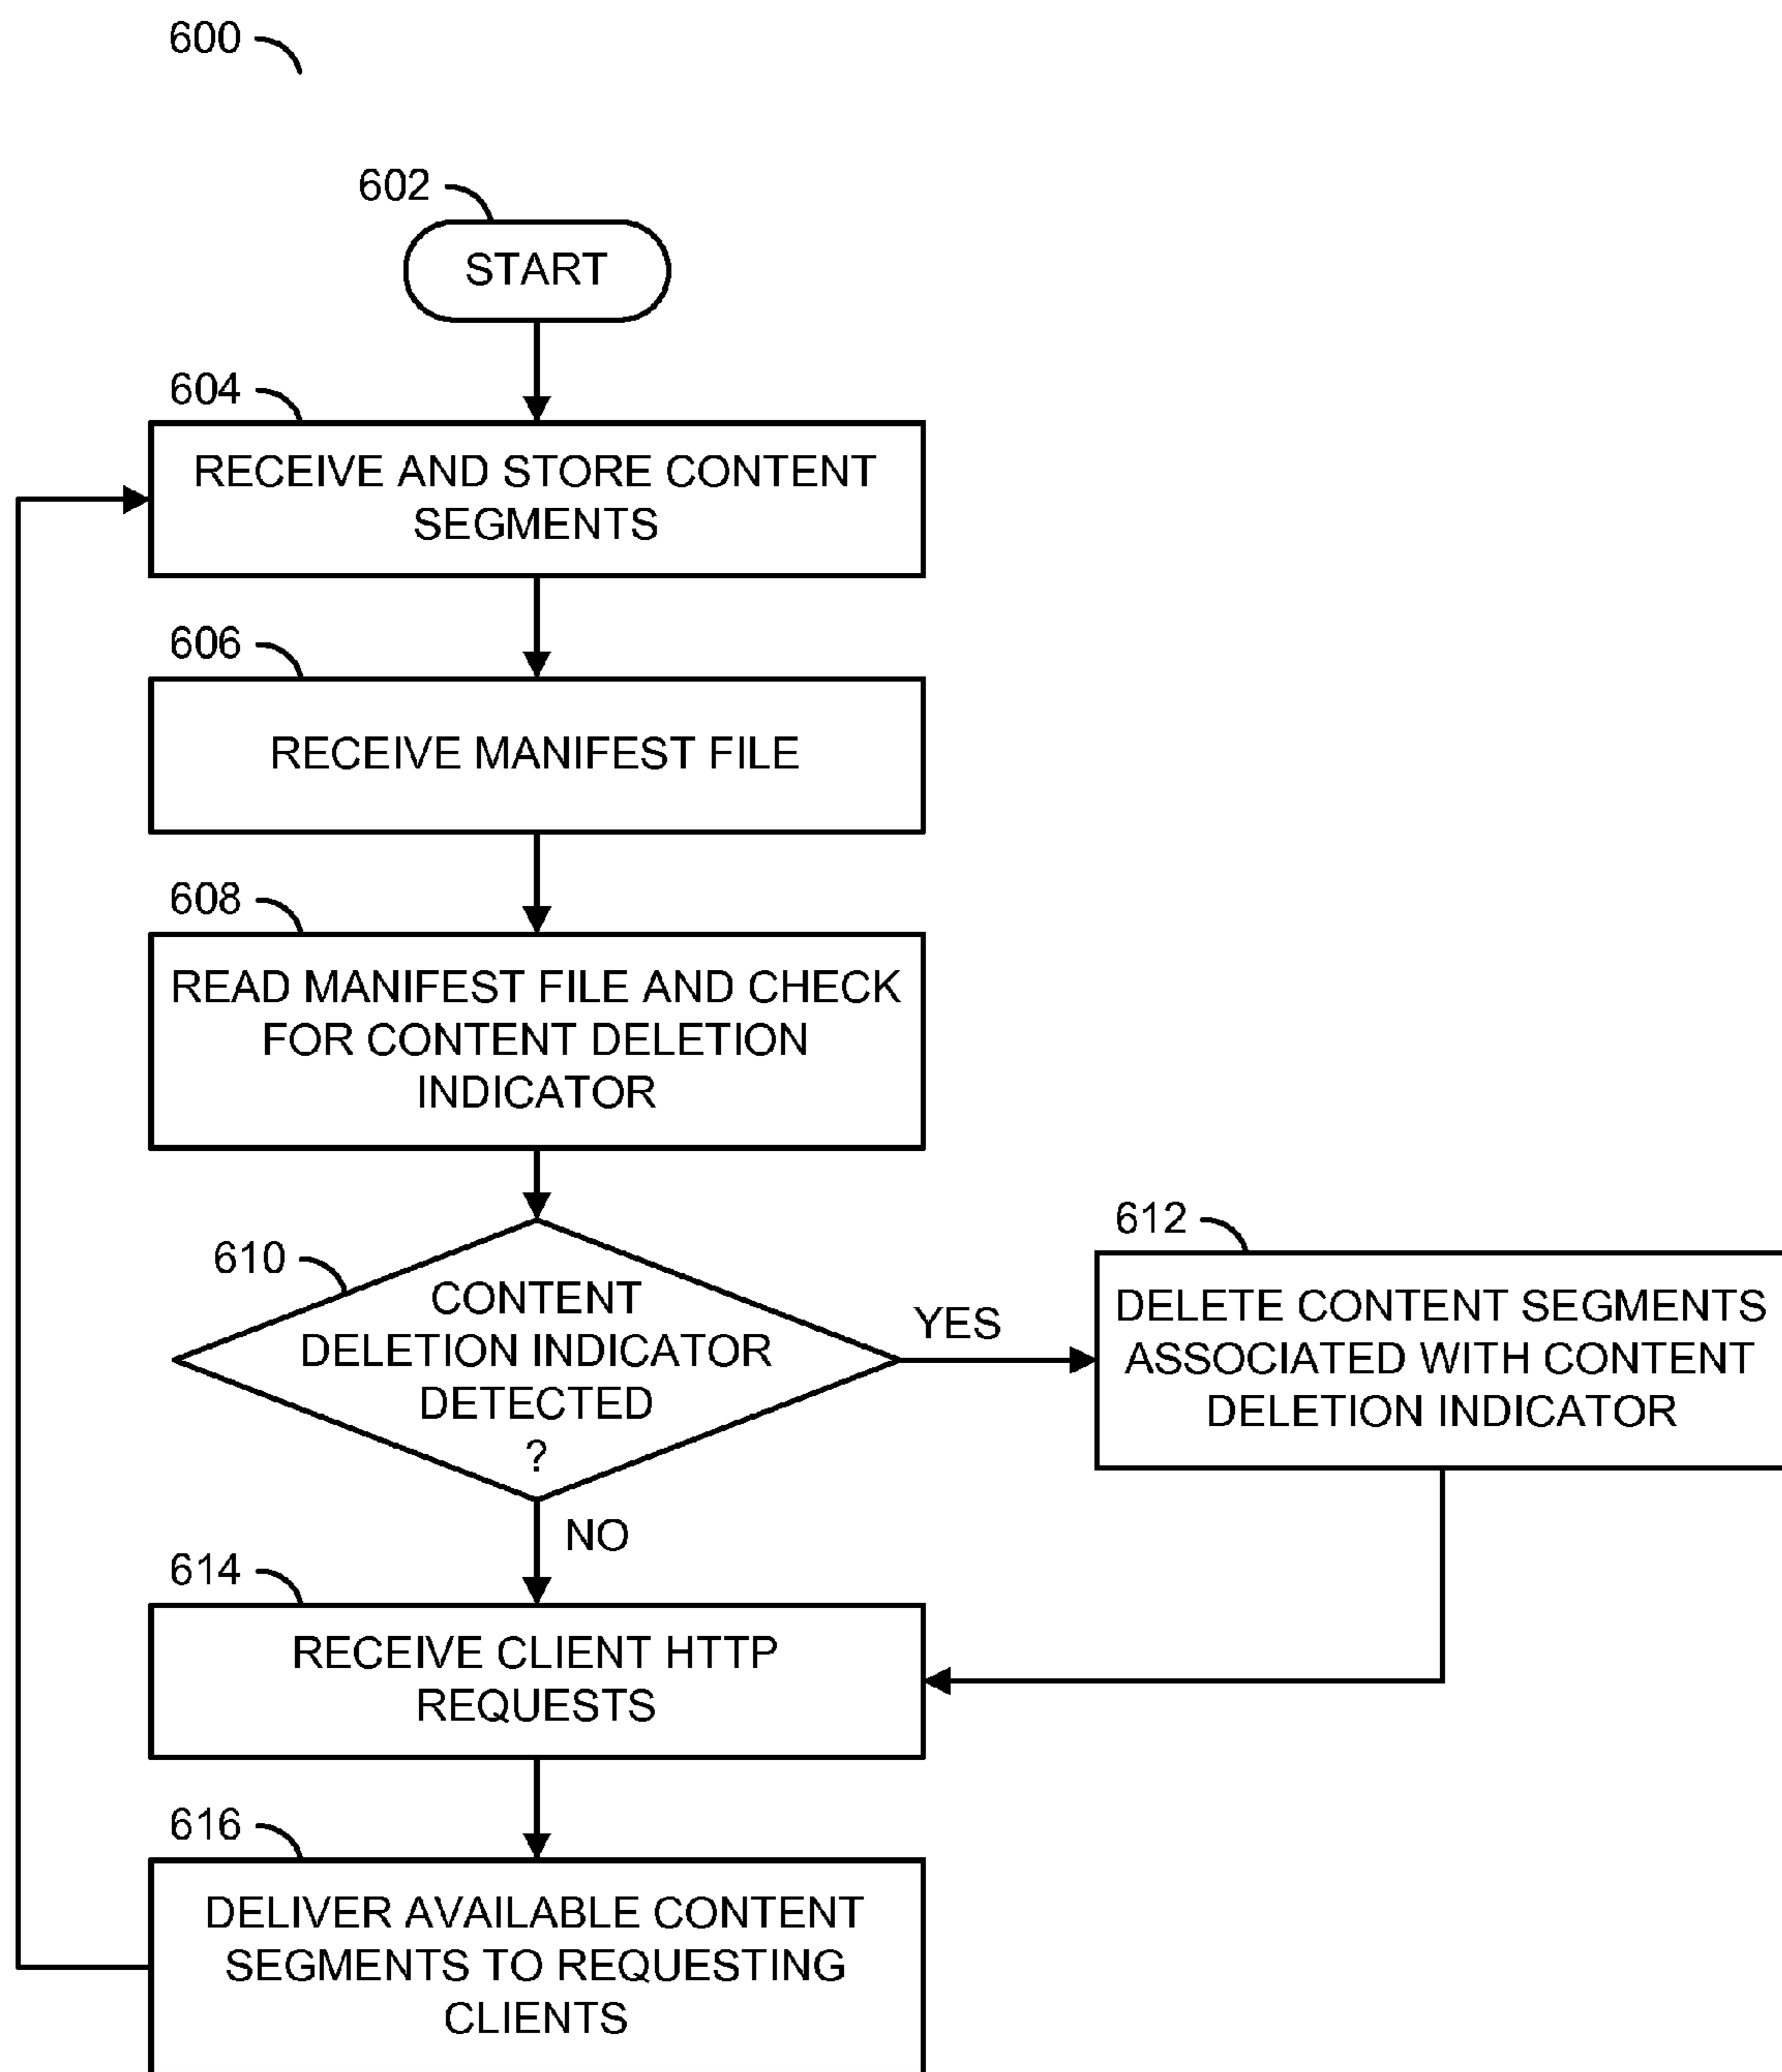 600
602
START
604
RECEIVE AND STORE CONTENT
SEGMENTS
606
RECEIVE MANIFEST FILE
608
READ MANIFEST FILE AND CHECK
FOR CONTENT DELETION
INDICATOR
610
CONTENT
DELETION INDICATOR
DETECTED
?
YES
612
DELETE CONTENT SEGMENTS
ASSOCIATED WITH CONTENT
DELETION INDICATOR
NO
614
RECEIVE CLIENT HTTP
REQUESTS
616
DELIVER AVAILABLE CONTENT
SEGMENTS TO REQUESTING
CLIENTS